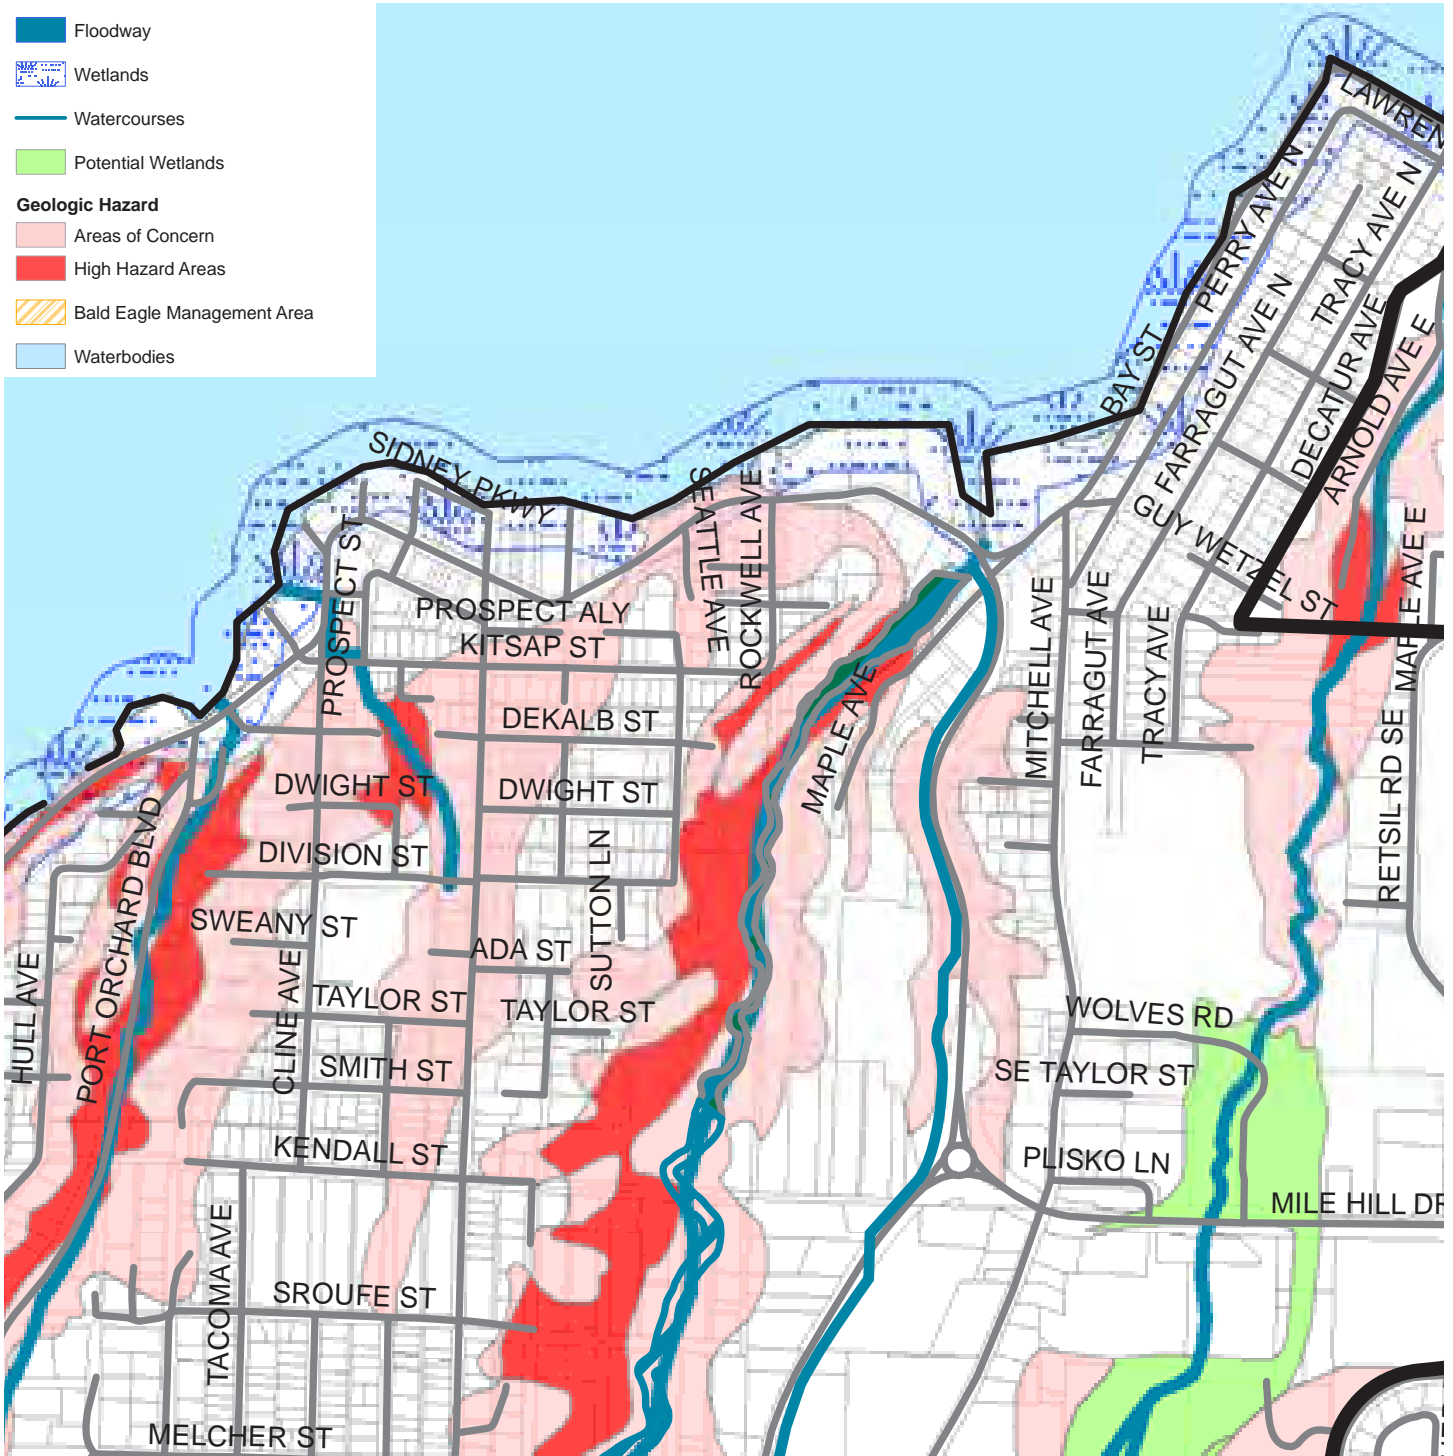 Floodway
Wetlands
Watercourses
Potential Wetlands
Geologic Hazard
Areas of Concern
High Hazard Areas
Bald Eagle Management Area
Waterbodies
LAWREN
PERRY AVE N
TRACY AVE N
FARRAGUT AVE N
BAY ST
DECATUR AVE
ARNOLD AVE E
GUY WETZEL ST
SIDNEY PKWY
SEATTLE AVE
ROCKWELL AVE
PROSPECT ST
PROSPECT ALY
KITSAP ST
DEKALB ST
MAPLE AVE
MITCHELL AVE
FARRAGUT AVE
TRACY AVE
MARE AVE E
RETSIL RD SE
DWIGHT ST
DWIGHT ST
DIVISION ST
SUTTON LN
PORT ORCHARD BLVD
SWEANY ST
ADA ST
HULL AVE
CLINE AVE
TAYLOR ST
TAYLOR ST
WOLVES RD
SMITH ST
SE TAYLOR ST
KENDALL ST
PLISKO LN
MILE HILL DR
TACOMA AVE
SROUFE ST
MELCHER ST